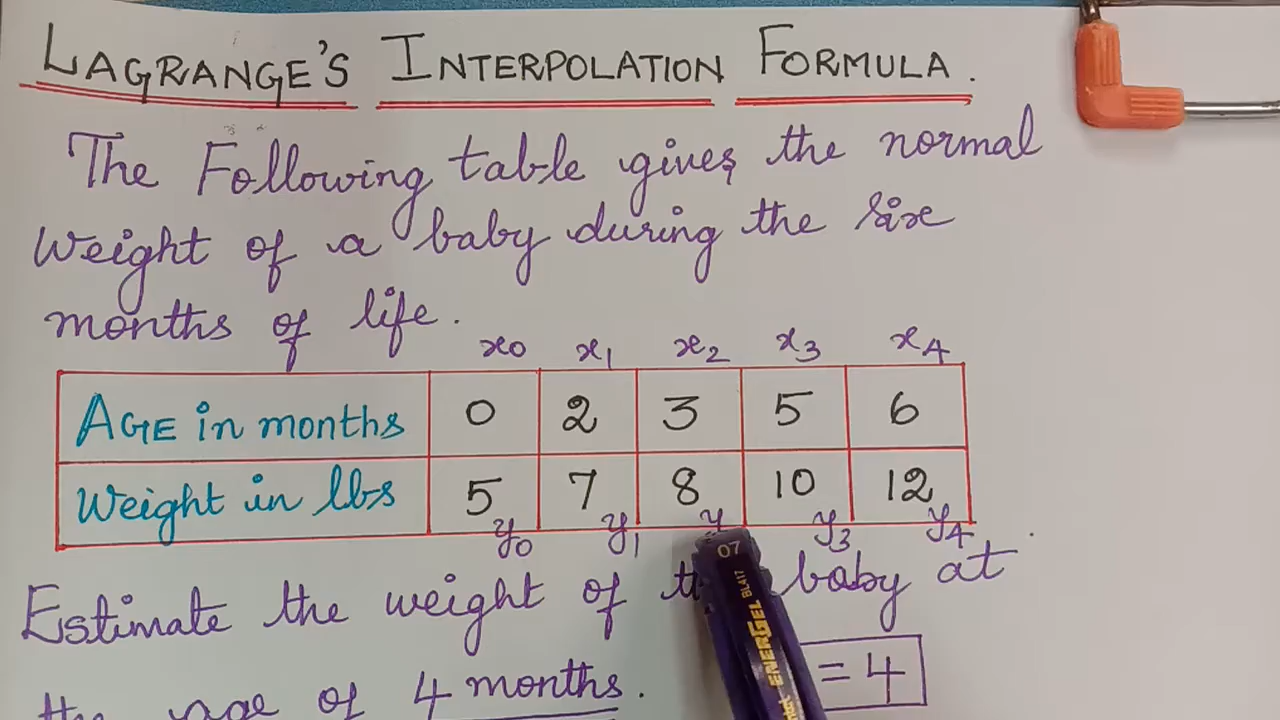 LAGRANGE'S INTERPOLATION FORMULA.
The Following table gives the normal
weight of a baby during the six
months of life.
x0 x1 x2 x3 x4
AGE in months 0 2 3 5 6
Weight in lbs 5 7 8 10 12
y0 y1 y y3 y4
Estimate the weight of baby at
the age of 4 months. = 4
07
BLN17
ENERGEL